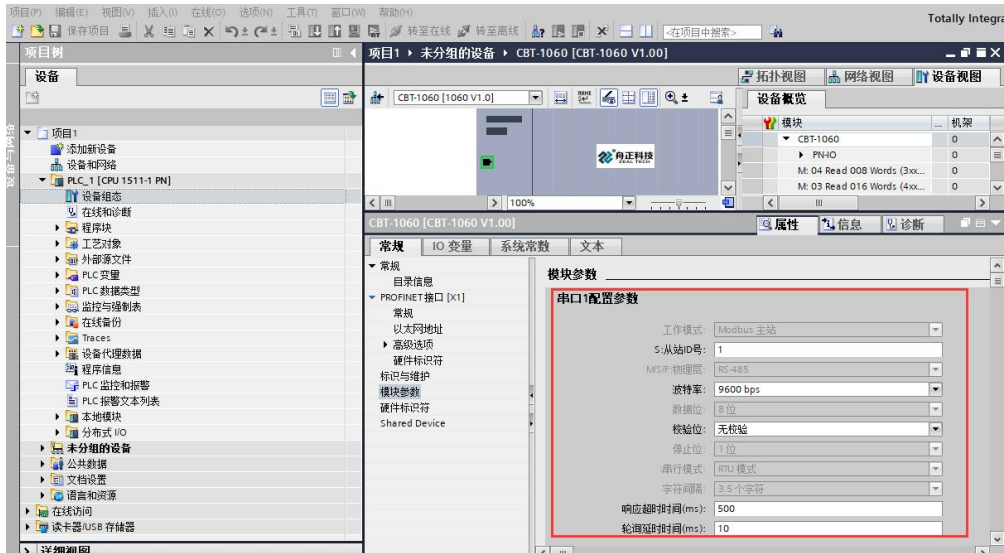 项目(P) 编辑(E) 视图(V) 插入(I) 在线(O) 选项(N) 工具(T) 窗口(W) 帮助(H)
Totally Integra
保存项目 转至在线 转至离线 <在项目中搜索>
项目树
项目1 ▸ 未分组的设备 ▸ CBT-1060 [CBT-1060 V1.00]
设备
拓扑视图 网络视图 设备视图
CBT-1060 [1060 V1.0]
设备概览
模块 ... 机架
CBT-1060 0
PN-IO 0
M: 04 Read 008 Words (3xx... 0
M: 03 Read 016 Words (4xx... 0
舟正科技
ZEAL TECH
100%
项目1
添加新设备
设备和网络
PLC_1 [CPU 1511-1 PN]
设备组态
在线和诊断
程序块
工艺对象
外部源文件
PLC 变量
PLC 数据类型
监控与强制表
在线备份
Traces
设备代理数据
程序信息
PLC 监控和报警
PLC 报警文本列表
本地模块
分布式 I/O
未分组的设备
公共数据
文档设置
语言和资源
在线访问
读卡器/USB 存储器
详细视图
CBT-1060 [CBT-1060 V1.00]
属性 信息 诊断
常规 IO 变量 系统常数 文本
常规
目录信息
PROFINET接口 [X1]
常规
以太网地址
高级选项
硬件标识符
标识与维护
模块参数
硬件标识符
Shared Device
模块参数
串口1配置参数
工作模式: Modbus 主站
S:从站ID号: 1
M/S/F:物理层: RS-485
波特率: 9600 bps
数据位: 8 位
校验位: 无校验
停止位: 1 位
串行模式: RTU 模式
字符间隔: 3.5 个字符
响应超时时间(ms): 500
轮询延时时间(ms): 10